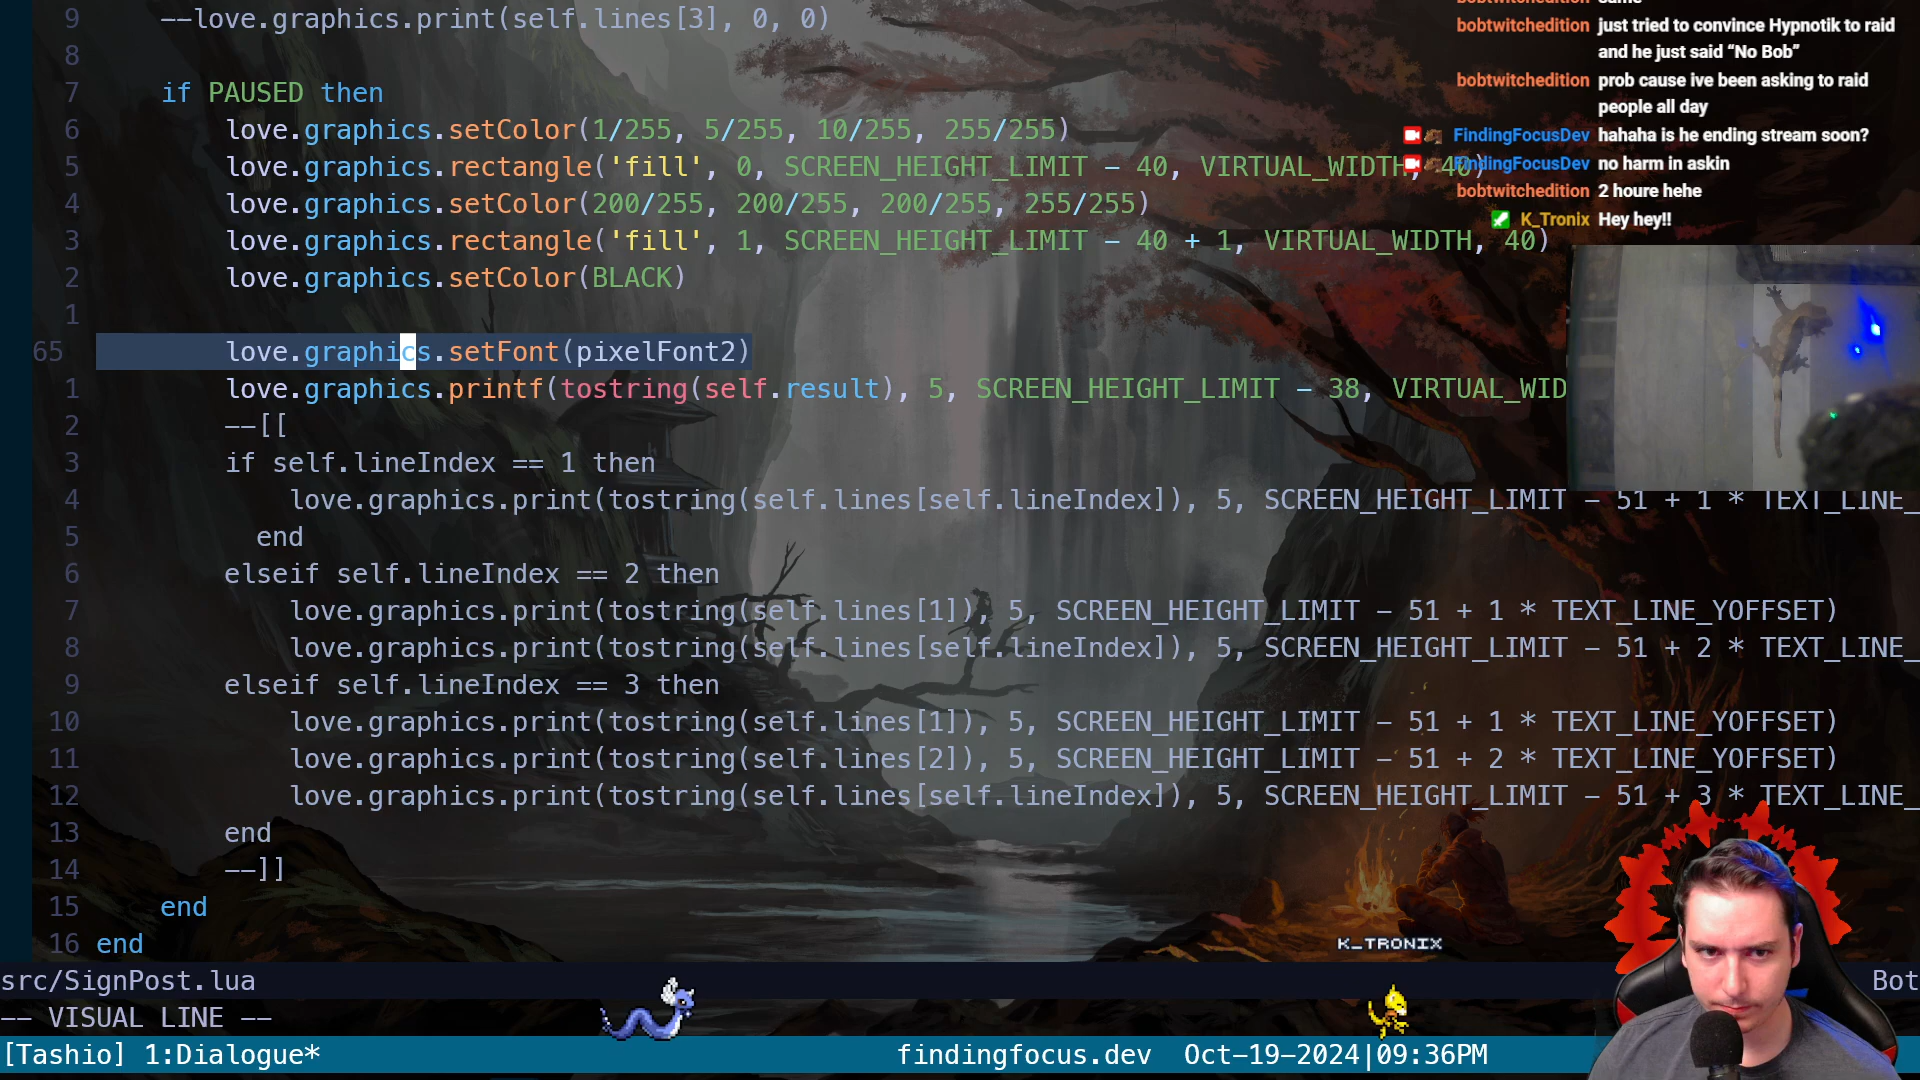 9 --love.graphics.print(self.lines[3], 0, 0)
8
7 if PAUSED then
6 love.graphics.setColor(1/255, 5/255, 10/255, 255/255)
5 love.graphics.rectangle('fill', 0, SCREEN_HEIGHT_LIMIT - 40, VIRTUAL_WIDTH, 40)
4 love.graphics.setColor(200/255, 200/255, 200/255, 255/255)
3 love.graphics.rectangle('fill', 1, SCREEN_HEIGHT_LIMIT - 40 + 1, VIRTUAL_WIDTH, 40)
2 love.graphics.setColor(BLACK)
1
65 love.graphics.setFont(pixelFont2)
1 love.graphics.printf(tostring(self.result), 5, SCREEN_HEIGHT_LIMIT - 38, VIRTUAL_WID
2 --[[
3 if self.lineIndex == 1 then
4 love.graphics.print(tostring(self.lines[self.lineIndex]), 5, SCREEN_HEIGHT_LIMIT - 51 + 1 * TEXT_LINE_
5 end
6 elseif self.lineIndex == 2 then
7 love.graphics.print(tostring(self.lines[1]), 5, SCREEN_HEIGHT_LIMIT - 51 + 1 * TEXT_LINE_YOFFSET)
8 love.graphics.print(tostring(self.lines[self.lineIndex]), 5, SCREEN_HEIGHT_LIMIT - 51 + 2 * TEXT_LINE_
9 elseif self.lineIndex == 3 then
10 love.graphics.print(tostring(self.lines[1]), 5, SCREEN_HEIGHT_LIMIT - 51 + 1 * TEXT_LINE_YOFFSET)
11 love.graphics.print(tostring(self.lines[2]), 5, SCREEN_HEIGHT_LIMIT - 51 + 2 * TEXT_LINE_YOFFSET)
12 love.graphics.print(tostring(self.lines[self.lineIndex]), 5, SCREEN_HEIGHT_LIMIT - 51 + 3 * TEXT_LINE_
13 end
14 --]]
15 end
16 end
src/SignPost.lua Bot
-- VISUAL LINE --
[Tashio] 1:Dialogue* findingfocus.dev Oct-19-2024|09:36PM
K_TRONIX
bobtwitchedition same
bobtwitchedition just tried to convince Hypnotik to raid
and he just said “No Bob”
bobtwitchedition prob cause ive been asking to raid
people all day
FindingFocusDev hahaha is he ending stream soon?
FindingFocusDev no harm in askin
bobtwitchedition 2 houre hehe
K_Tronix Hey hey!!